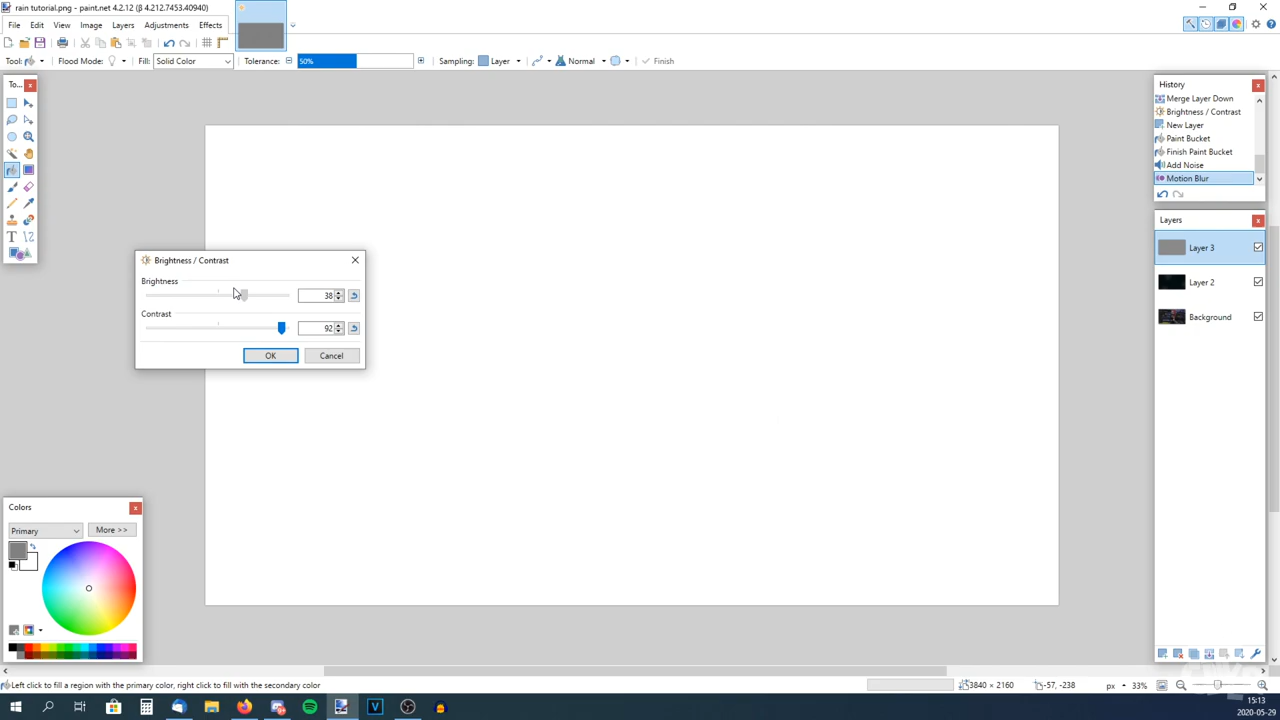 rain tutorial.png - paint.net 4.2.12 (β 4.212.7453.40940)
File Edit View Image Layers Adjustments Effects
Tool: Flood Mode: Fill: Solid Color Tolerance: 50% Sampling: Layer Normal Finish
To...
History
Merge Layer Down
Brightness / Contrast
New Layer
Paint Bucket
Finish Paint Bucket
Add Noise
Motion Blur
Layers
Layer 3
Layer 2
Background
Brightness / Contrast
Brightness
38
Contrast
92
OK Cancel
Colors
Primary More >>
Left click to fill a region with the primary color, right click to fill with the secondary color
3840 × 2160 -57, -238 px 33%
15:13
2020-05-29